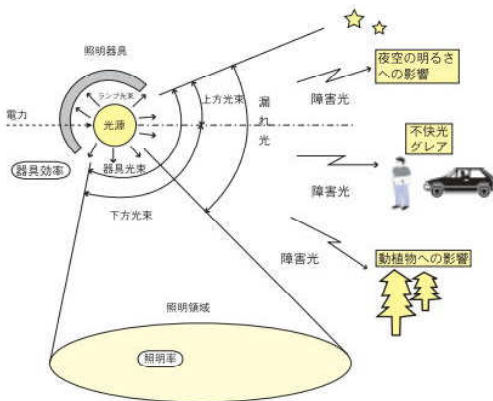 照明器具
ランプ光束
電力
光源
器具効率
器具光束
上方光束
下方光束
漏れ光
障害光
夜空の明るさ
への影響
障害光
不快光
グレア
障害光
動植物への影響
照明領域
照明率